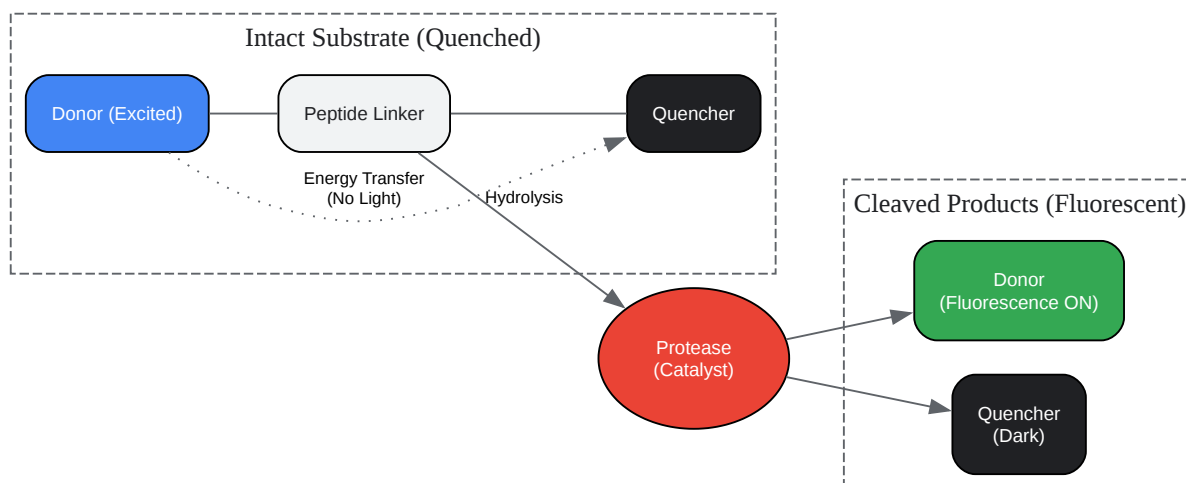 Intact Substrate (Quenched)
Donor (Excited)
Peptide Linker
Quencher
Energy Transfer
(No Light)
Hydrolysis
Cleaved Products (Fluorescent)
Donor
(Fluorescence ON)
Protease
(Catalyst)
Quencher
(Dark)